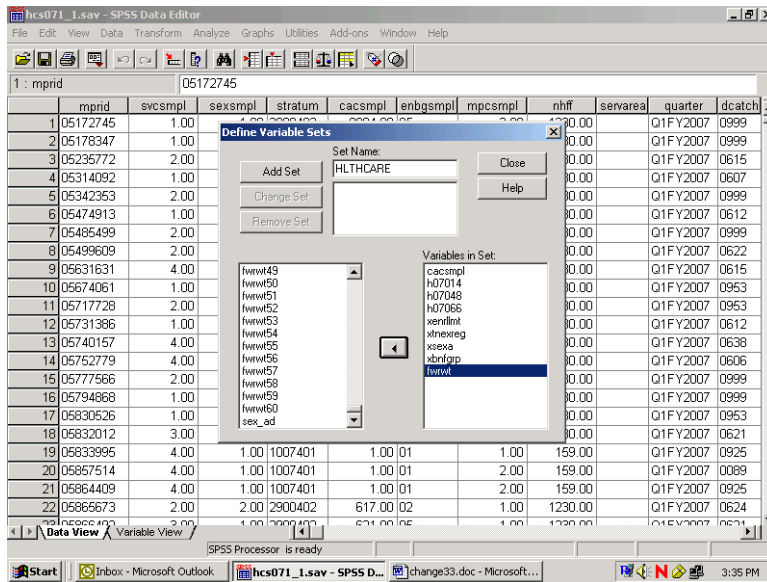 hcs071_1.sav - SPSS Data Editor
File Edit View Data Transform Analyze Graphs Utilities Add-ons Window Help
1 : mprid 05172745
mprid svcsmpl sexsmpl stratum cacsmpl enbgsmpl mpcsmpl nhff servarea quarter dcatch
1 05172745 1.00 Q1FY2007 0999
2 05178347 1.00 Q1FY2007 0999
3 05235772 2.00 Q1FY2007 0615
4 05314092 1.00 Q1FY2007 0607
5 05342353 2.00 Q1FY2007 0999
6 05474913 1.00 Q1FY2007 0612
7 05485499 2.00 Q1FY2007 0999
8 05499609 2.00 Q1FY2007 0622
9 05631631 4.00 Q1FY2007 0615
10 05674061 1.00 Q1FY2007 0953
11 05717728 2.00 Q1FY2007 0953
12 05731386 1.00 Q1FY2007 0612
13 05740157 4.00 Q1FY2007 0638
14 05752779 4.00 Q1FY2007 0606
15 05777566 2.00 Q1FY2007 0999
16 05794868 1.00 Q1FY2007 0999
17 05830526 1.00 Q1FY2007 0953
18 05832012 3.00 Q1FY2007 0621
19 05833995 4.00 1.00 1007401 1.00 01 1.00 159.00 Q1FY2007 0925
20 05857514 4.00 1.00 1007401 1.00 01 2.00 159.00 Q1FY2007 0089
21 05864409 4.00 1.00 1007401 1.00 01 2.00 159.00 Q1FY2007 0925
22 05865673 2.00 2.00 2900402 617.00 02 1.00 1230.00 Q1FY2007 0624
Define Variable Sets
Set Name:
HLTHCARE
Add Set
Change Set
Remove Set
Close
Help
fwrwt49
fwrwt50
fwrwt51
fwrwt52
fwrwt53
fwrwt54
fwrwt55
fwrwt56
fwrwt57
fwrwt58
fwrwt59
fwrwt60
sex_ad
Variables in Set:
cacsmpl
h07014
h07048
h07066
xenrllmt
xtnexreg
xsexa
xbnfgrp
fwrwt
Data View Variable View
SPSS Processor is ready
Start Inbox - Microsoft Outlook hcs071_1.sav - SPSS D... change33.doc - Microsoft... 3:35 PM